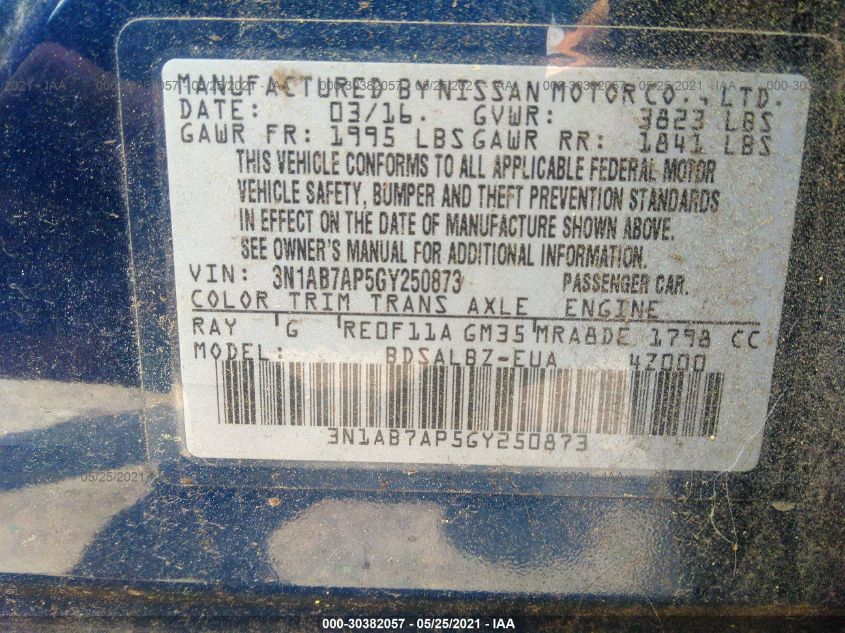 MANUFACTURED BY NISSAN MOTOR CO., LTD.
DATE: 03/16. GVWR: 3823 LBS
GAWR FR: 1995 LBS GAWR RR: 1841 LBS
THIS VEHICLE CONFORMS TO ALL APPLICABLE FEDERAL MOTOR
VEHICLE SAFETY, BUMPER AND THEFT PREVENTION STANDARDS
IN EFFECT ON THE DATE OF MANUFACTURE SHOWN ABOVE.
SEE OWNER'S MANUAL FOR ADDITIONAL INFORMATION.
VIN: 3N1AB7AP5GY250873 PASSENGER CAR.
COLOR TRIM TRANS AXLE ENGINE
RAY G RE0F11A GM35 MRA8DE 1798 CC
MODEL: BDSALBZ-EUA 4Z000
3N1AB7AP5GY250873
000-30382057 - 05/25/2021 - IAA